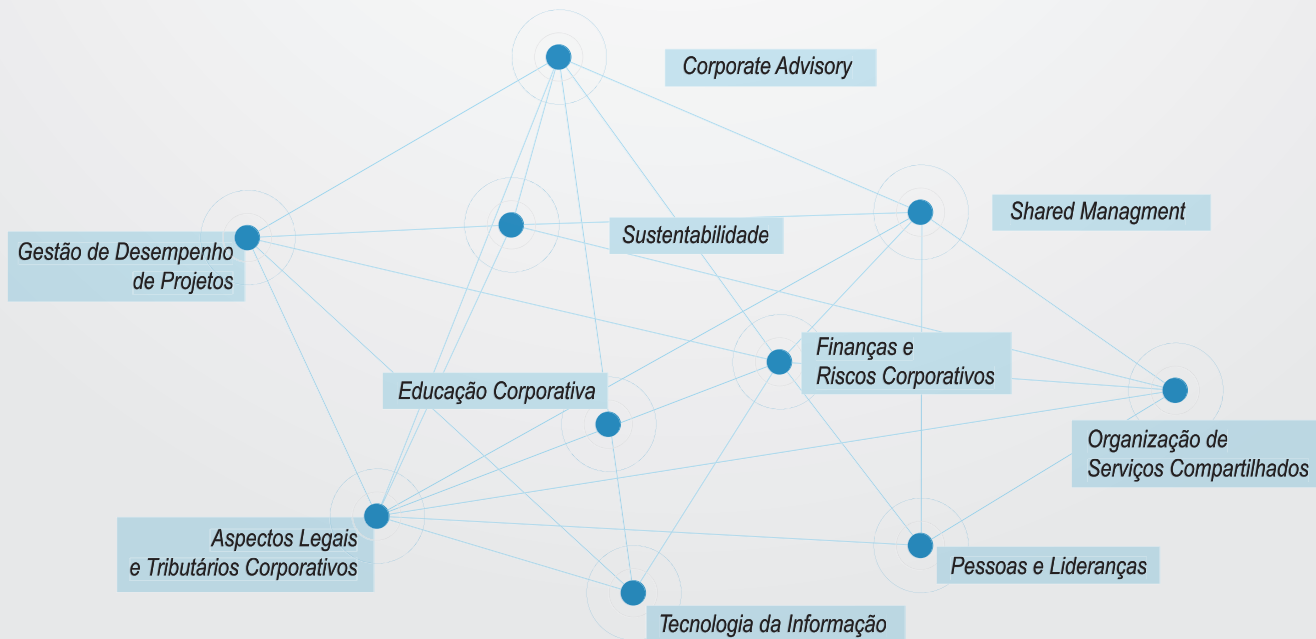 Corporate Advisory
Shared Managment
Sustentabilidade
Gestão de Desempenho
de Projetos
Finanças e
Riscos Corporativos
Educação Corporativa
Organização de
Serviços Compartilhados
Aspectos Legais
e Tributários Corporativos
Pessoas e Lideranças
Tecnologia da Informação